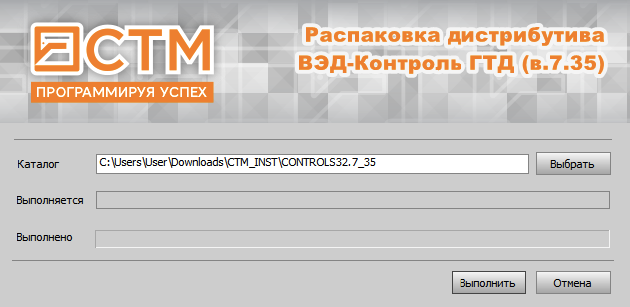 СТМ
ПРОГРАММИРУЯ УСПЕХ
Распаковка дистрибутива
ВЭД-Контроль ГТД (в.7.35)
Каталог
C:\Users\User\Downloads\CTM_INST\CONTROLS32.7_35
Выбрать
Выполняется
Выполнено
Выполнить
Отмена